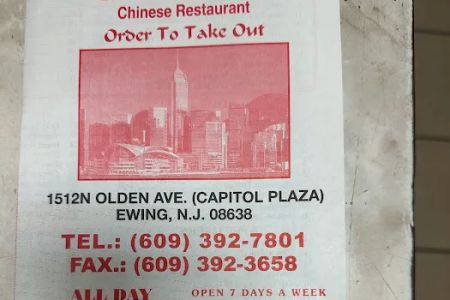 Chinese Restaurant
Order To Take Out
1512N OLDEN AVE. (CAPITOL PLAZA)
EWING, N.J. 08638
TEL.: (609) 392-7801
FAX.: (609) 392-3658
ALL DAY OPEN 7 DAYS A WEEK